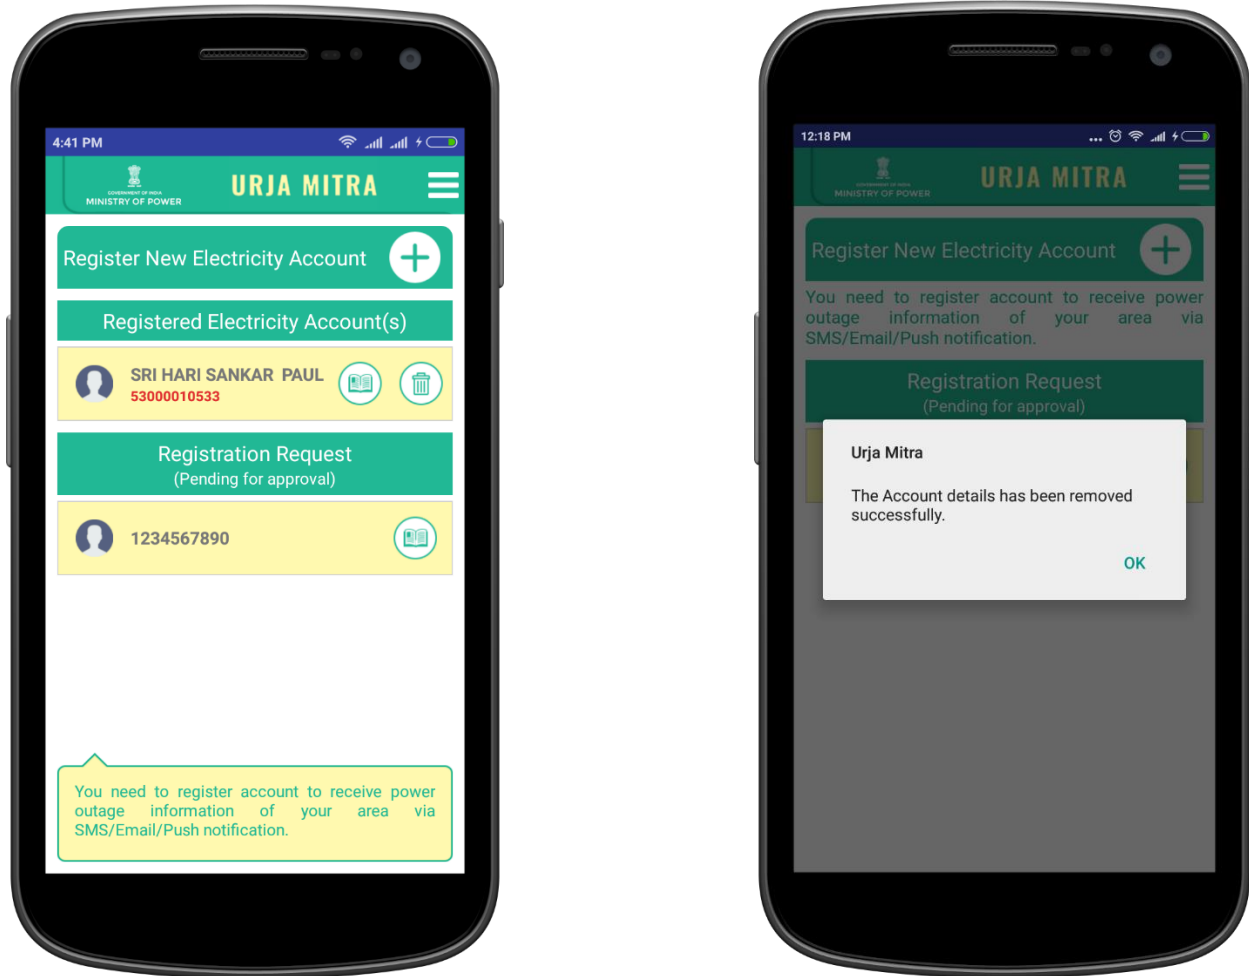 4:41 PM
GOVERNMENT OF INDIA
MINISTRY OF POWER
URJA MITRA
Register New Electricity Account
Registered Electricity Account(s)
SRI HARI SANKAR PAUL
53000010533
Registration Request
(Pending for approval)
1234567890
You need to register account to receive power
outage information of your area via
SMS/Email/Push notification.
12:18 PM
GOVERNMENT OF INDIA
MINISTRY OF POWER
URJA MITRA
Register New Electricity Account
You need to register account to receive power
outage information of your area via
SMS/Email/Push notification.
Registration Request
(Pending for approval)
Urja Mitra
The Account details has been removed
successfully.
OK